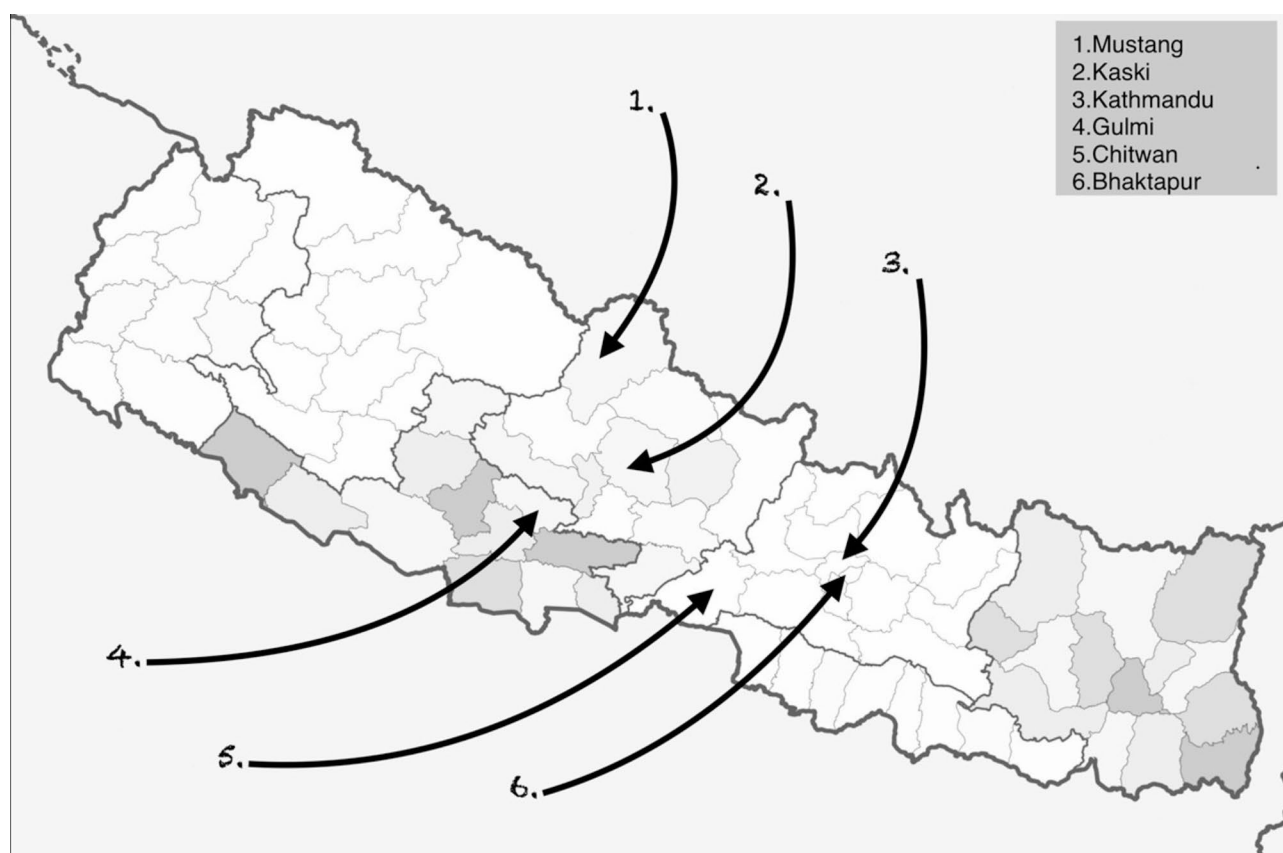 1.Mustang
2.Kaski
3.Kathmandu
4.Gulmi
5.Chitwan
6.Bhaktapur
1.
2.
3.
4.
5.
6.